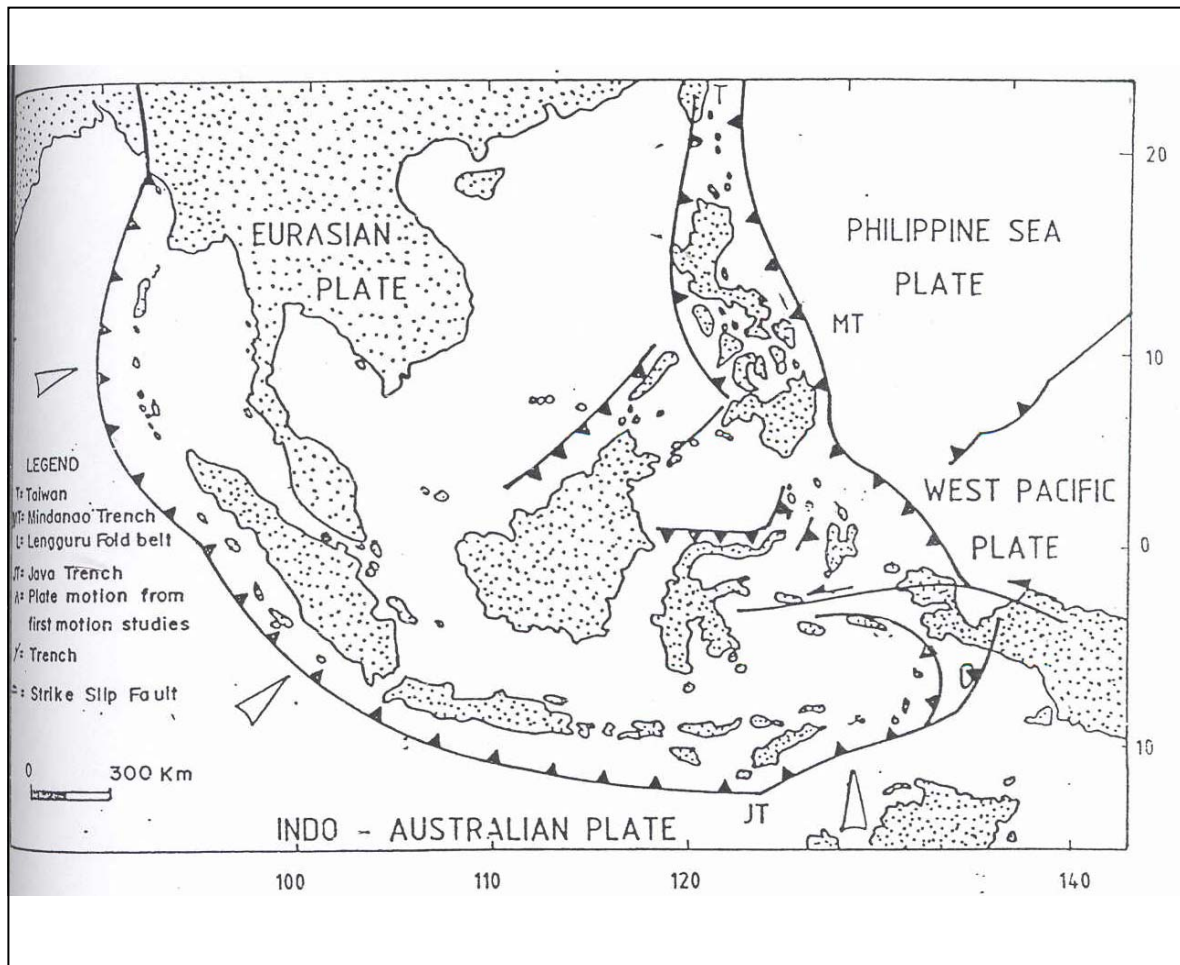 T
20
EURASIAN
PLATE
PHILIPPINE SEA
PLATE
MT
10
LEGEND
T= Taiwan
MT= Mindanao Trench
L= Lengguru Fold belt
JT= Java Trench
= Plate motion from
first motion studies
= Trench
= Strike Slip Fault
WEST PACIFIC
PLATE
0
0 300 Km
10
JT
INDO - AUSTRALIAN PLATE
100 110 120 140